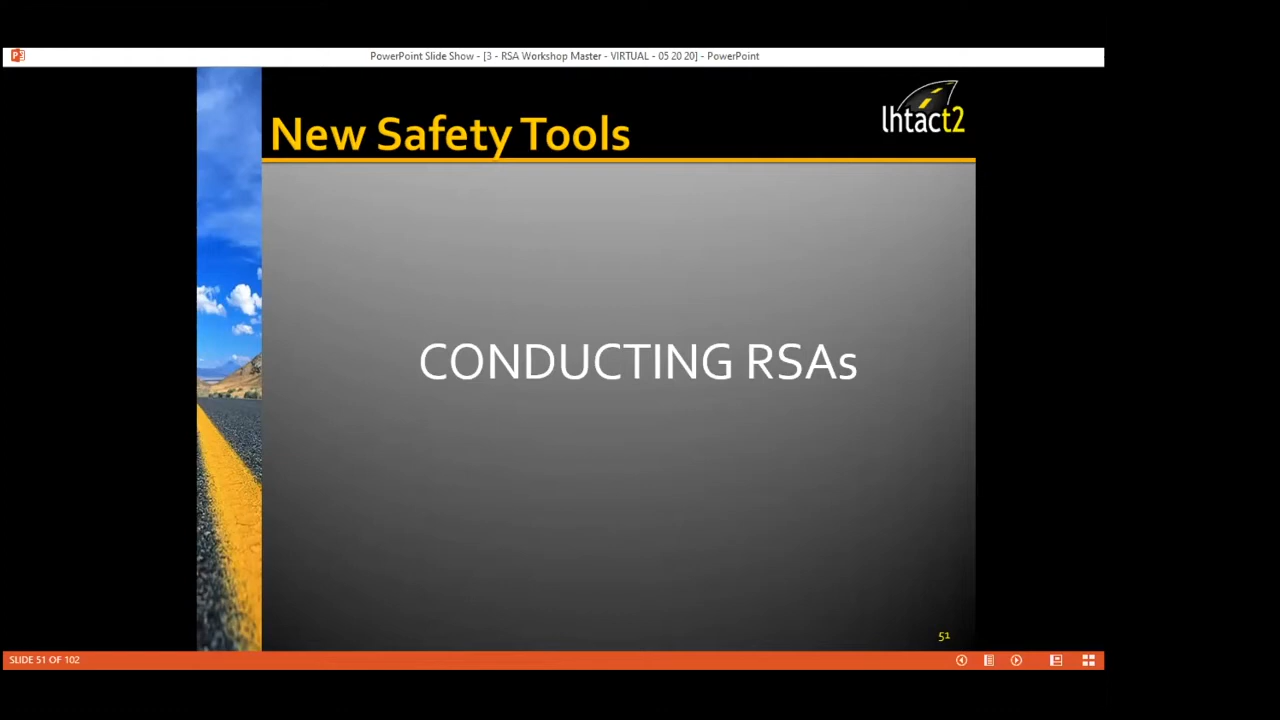 PowerPoint Slide Show - [3 - RSA Workshop Master - VIRTUAL - 05 20 20] - PowerPoint
lhtact2
New Safety Tools
CONDUCTING RSAs
51
SLIDE 51 OF 102